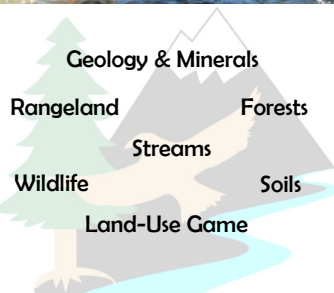 Geology & Minerals
Rangeland Forests
Streams
Wildlife Soils
Land-Use Game